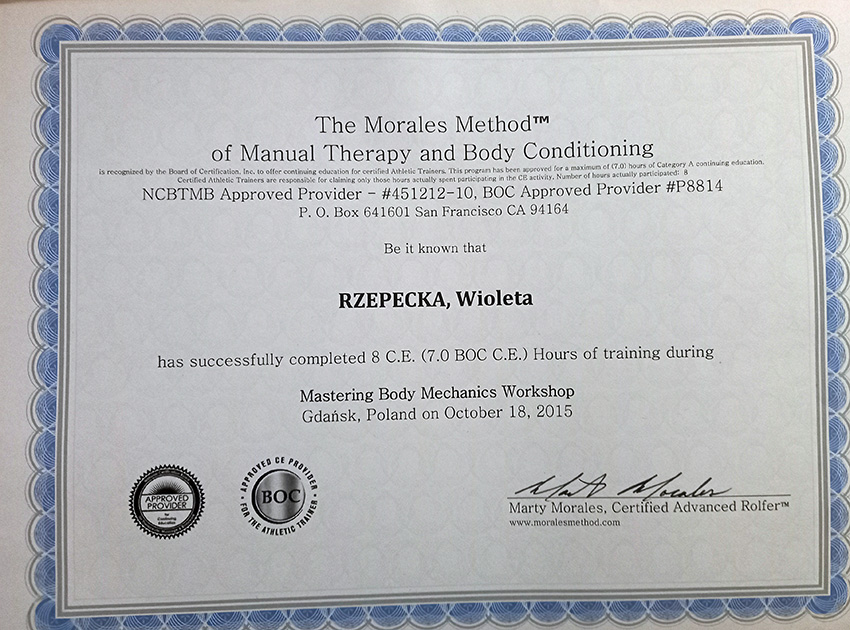 The Morales Method™
of Manual Therapy and Body Conditioning
is recognized by the Board of Certification, Inc. to offer continuing education for certified Athletic Trainers. This program has been approved for a maximum of (7.0) hours of Category A continuing education.
Certified Athletic Trainers are responsible for claiming only those hours actually spent participating in the CE activity. Number of hours actually participated: 8
NCBTMB Approved Provider - #451212-10, BOC Approved Provider #P8814
P. O. Box 641601 San Francisco CA 94164
Be it known that
RZEPECKA, Wioleta
has successfully completed 8 C.E. (7.0 BOC C.E.) Hours of training during
Mastering Body Mechanics Workshop
Gdańsk, Poland on October 18, 2015
APPROVED
PROVIDER
for
Continuing
Education
APPROVED CE PROVIDER
BOC
FOR THE ATHLETIC TRAINER
Marty Morales
Marty Morales, Certified Advanced Rolfer™
www.moralesmethod.com